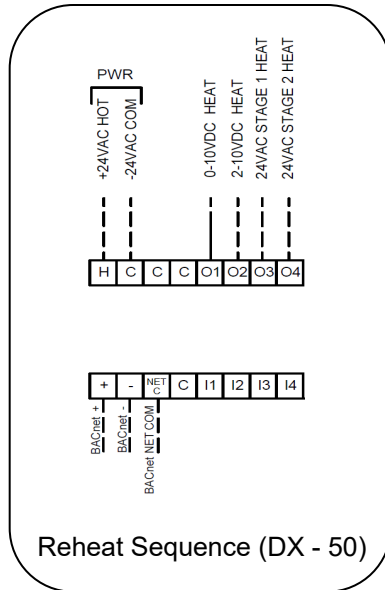 PWR
+24VAC HOT
-24VAC COM
0-10VDC HEAT
2-10VDC HEAT
24VAC STAGE 1 HEAT
24VAC STAGE 2 HEAT
H C C C O1 O2 O3 O4
+ - NET C C I1 I2 I3 I4
BACnet +
BACnet -
BACnet NET COM
Reheat Sequence (DX - 50)